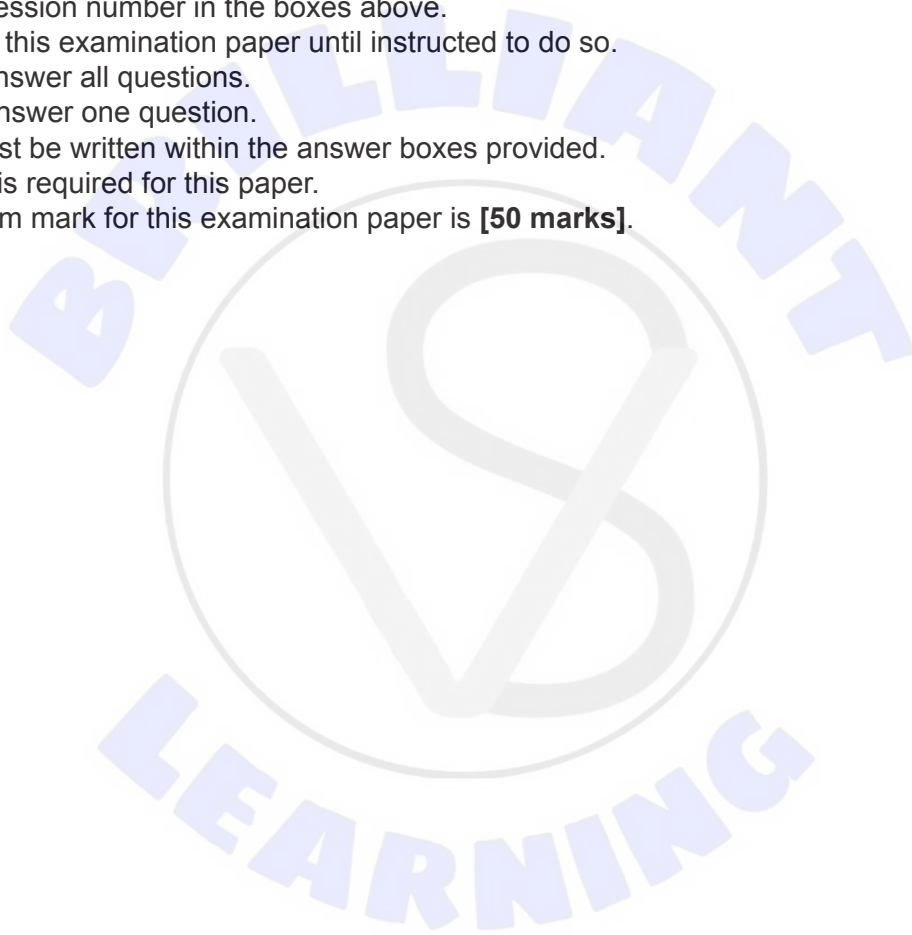 ession number in the boxes above.
this examination paper until instructed to do so.
nswer all questions.
nswer one question.
st be written within the answer boxes provided.
is required for this paper.
m mark for this examination paper is [50 marks].
BRILLIANT
VS
LEARNING